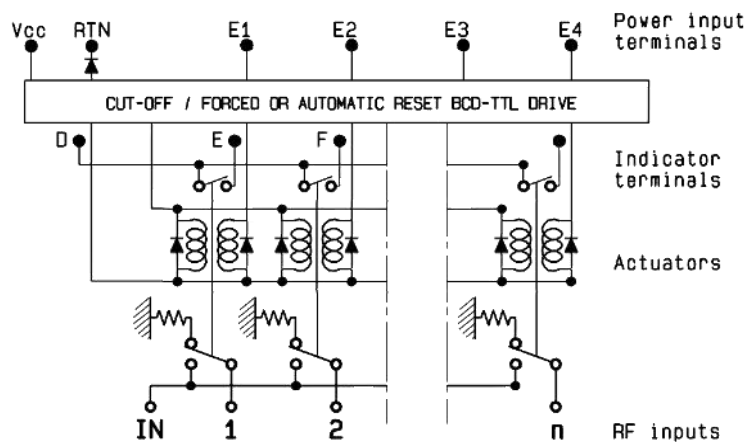 Vcc RTN E1 E2 E3 E4 Power input
terminals
CUT-OFF / FORCED OR AUTOMATIC RESET BCD-TTL DRIVE
D E F
Indicator
terminals
Actuators
IN 1 2 n RF inputs